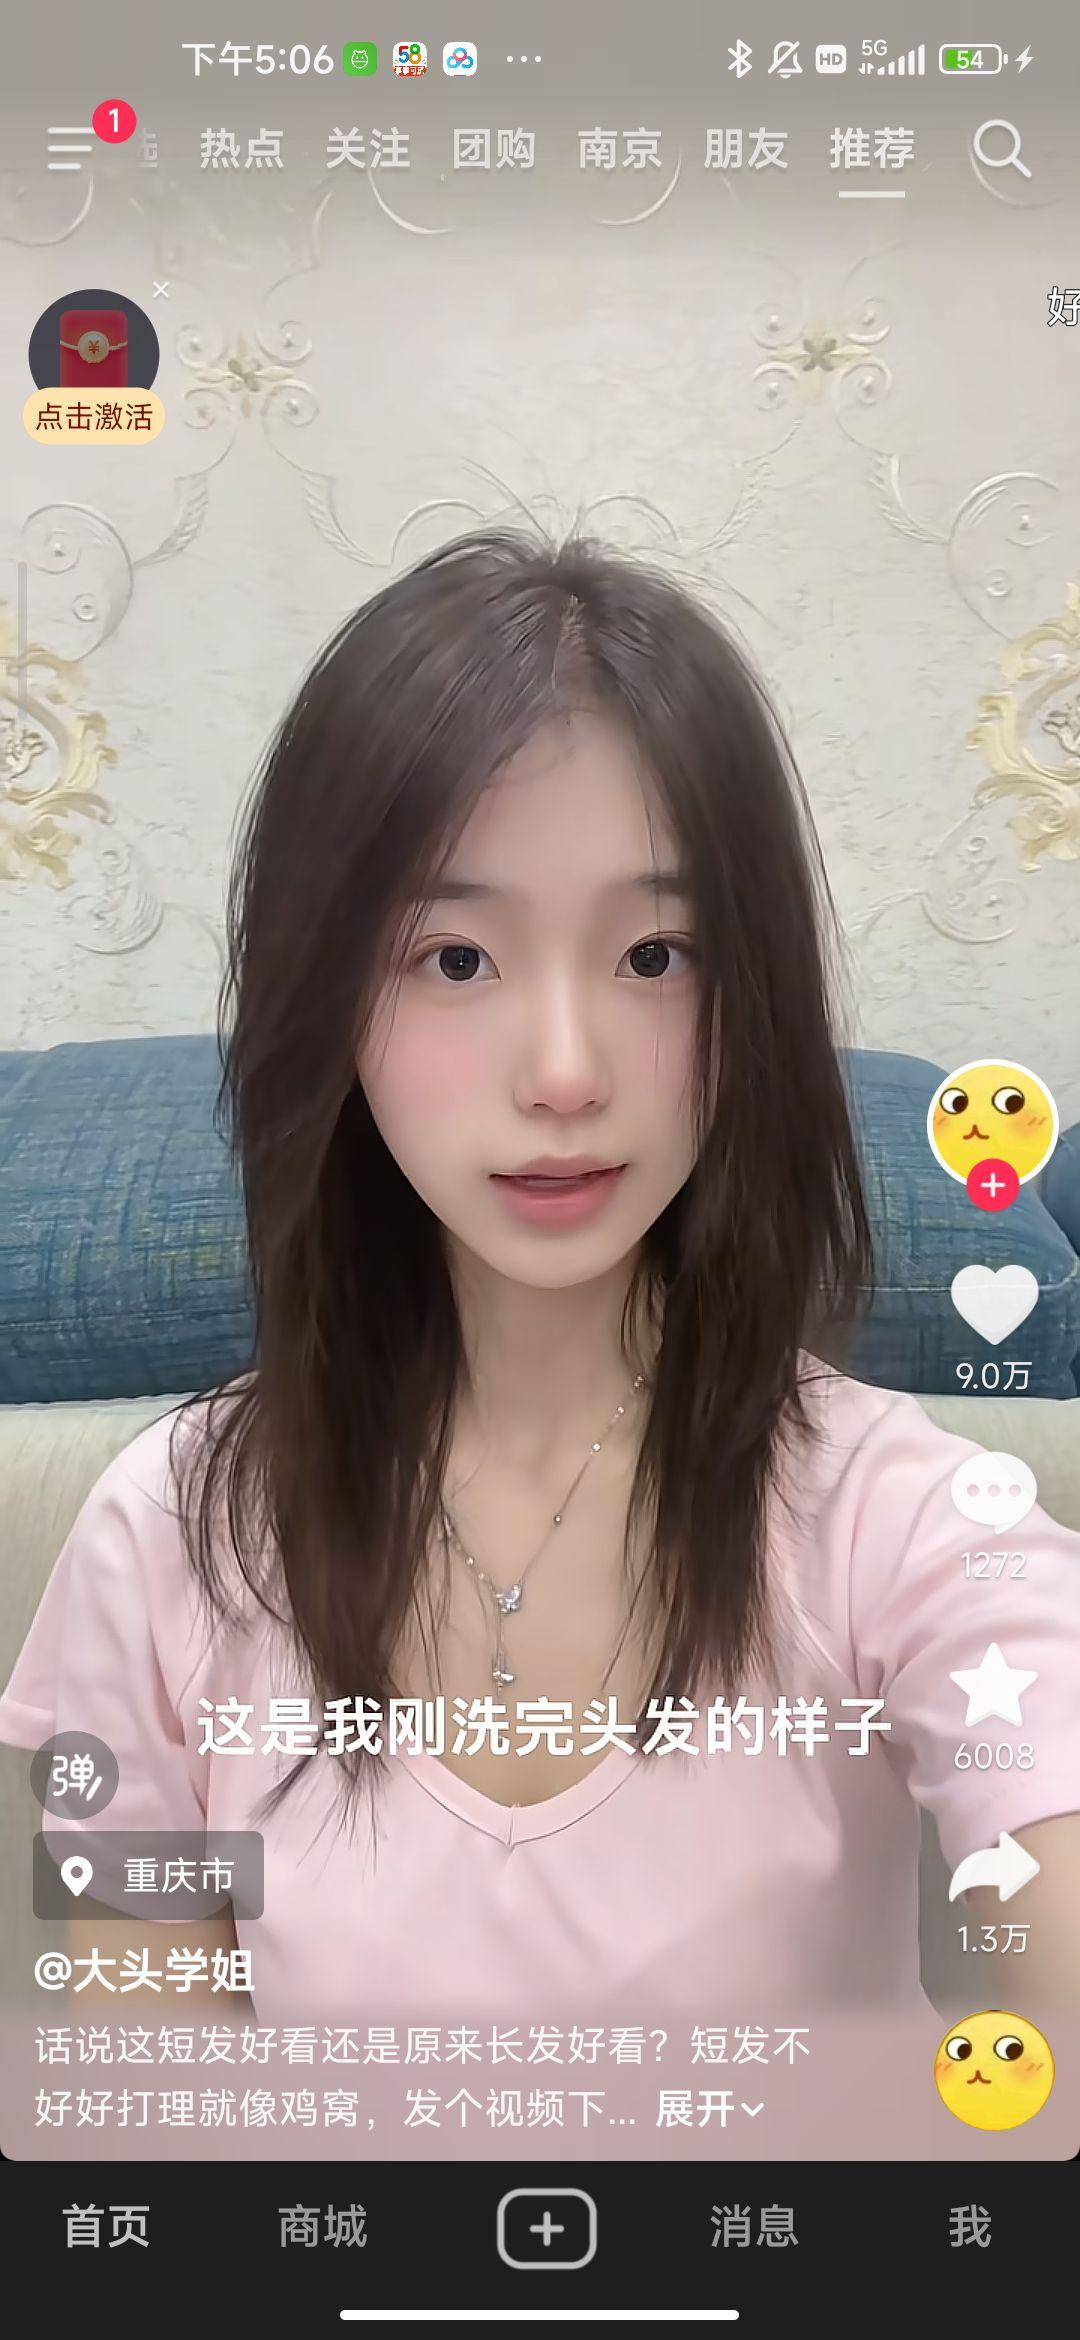 下午5:06
58
HD
5G
54
1
热点
关注
团购
南京
朋友
推荐
好
点击激活
9.0万
1272
这是我刚洗完头发的样子
6008
弹
重庆市
1.3万
@大头学姐
话说这短发好看还是原来长发好看？短发不
好好打理就像鸡窝，发个视频下... 展开
首页
商城
消息
我